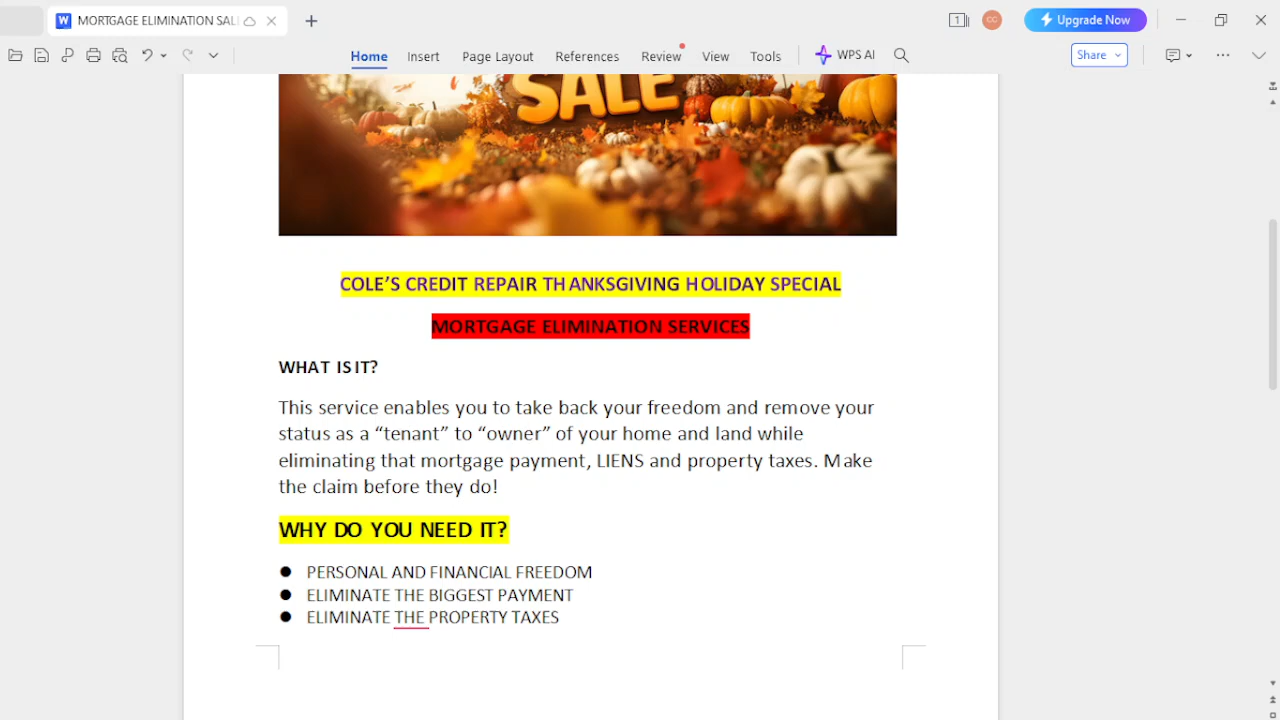 MORTGAGE ELIMINATION SAL
Upgrade Now
Home Insert Page Layout References Review View Tools WPS AI Share
SALE
COLE'S CREDIT REPAIR THANKSGIVING HOLIDAY SPECIAL
MORTGAGE ELIMINATION SERVICES
WHAT IS IT?
This service enables you to take back your freedom and remove your
status as a “tenant” to “owner” of your home and land while
eliminating that mortgage payment, LIENS and property taxes. Make
the claim before they do!
WHY DO YOU NEED IT?
● PERSONAL AND FINANCIAL FREEDOM
● ELIMINATE THE BIGGEST PAYMENT
● ELIMINATE THE PROPERTY TAXES